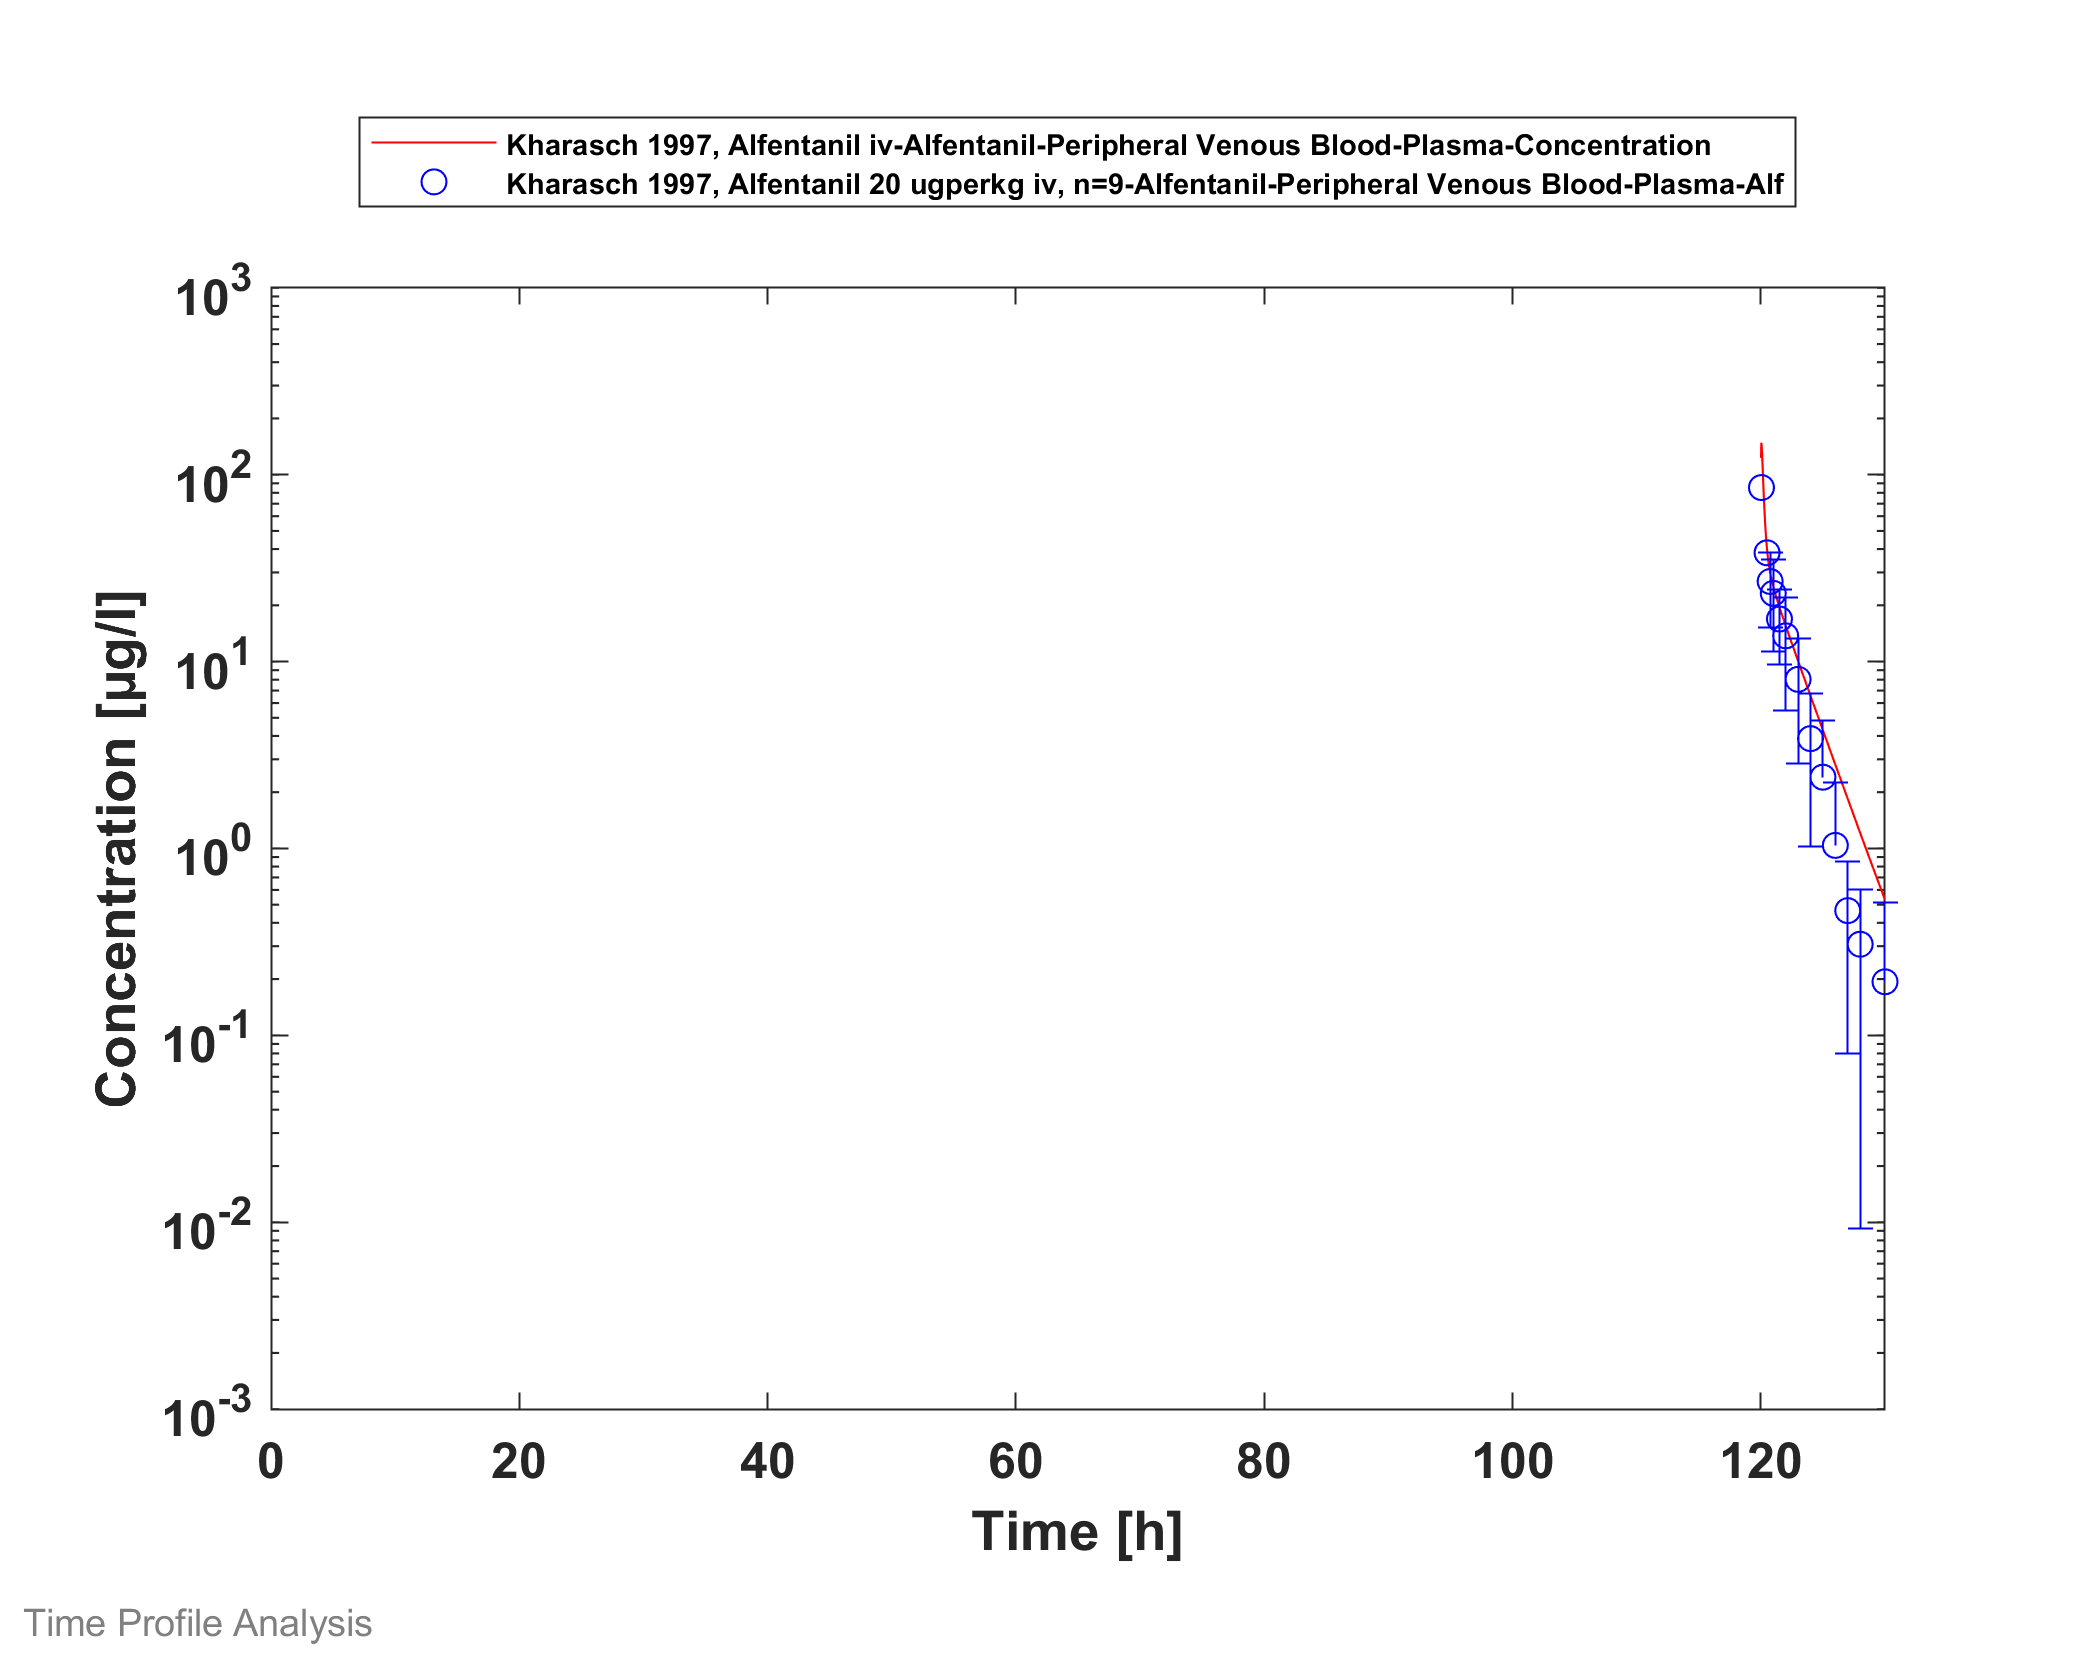 Kharasch 1997, Alfentanil iv-Alfentanil-Peripheral Venous Blood-Plasma-Concentration
Kharasch 1997, Alfentanil 20 ugperkg iv, n=9-Alfentanil-Peripheral Venous Blood-Plasma-Alf
10^3
10^2
10^1
10^0
10^-1
10^-2
10^-3
Concentration [µg/l]
0 20 40 60 80 100 120
Time [h]
Time Profile Analysis